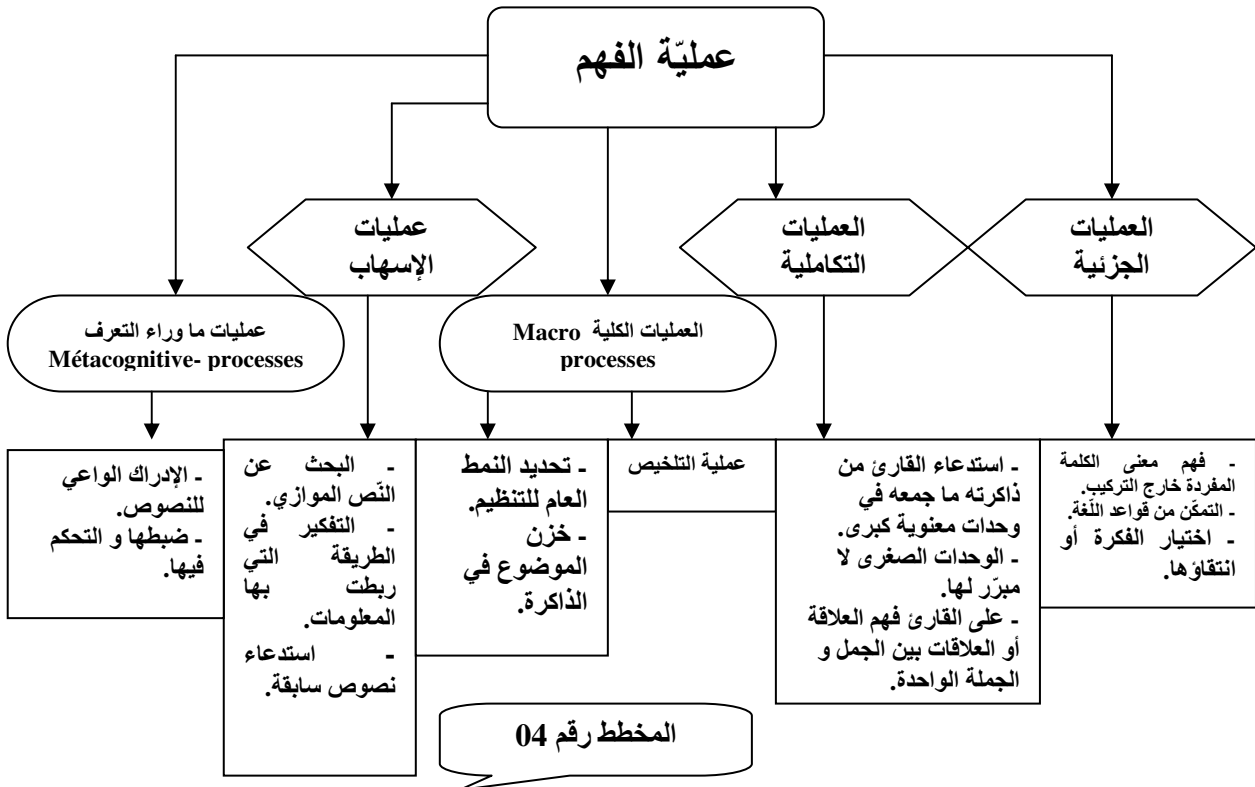 عمليّة الفهم
العمليات
الجزئية
العمليات
التكاملية
عمليات
الإسهاب
العمليات الكلية Macro
processes
عمليات ما وراء التعرف
Métacognitive- processes
- فهم معنى الكلمة
المفردة خارج التركيب.
- التمكّن من قواعد اللّغة.
- اختيار الفكرة أو
انتقاؤها.
- استدعاء القارئ من
ذاكرته ما جمعه في
وحدات معنوية كبرى.
- الوحدات الصغرى لا
مبرّر لها.
- على القارئ فهم العلاقة
أو العلاقات بين الجمل و
الجملة الواحدة.
عملية التلخيص
- تحديد النمط
العام للتنظيم.
- خزن
الموضوع في
الذاكرة.
- البحث عن
النّص الموازي.
- التفكير في
الطريقة التي
ربطت بها
المعلومات.
- استدعاء
نصوص سابقة.
- الإدراك الواعي
للنصوص.
- ضبطها و التحكم
فيها.
المخطط رقم 04